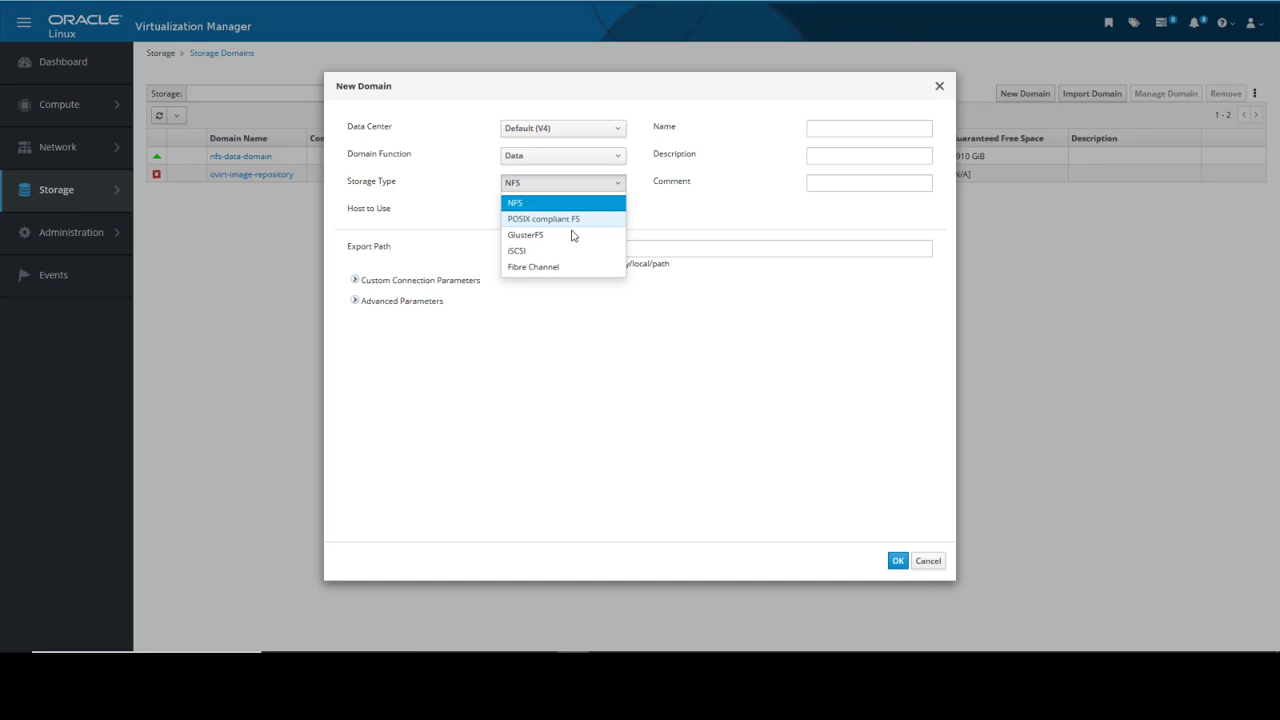 ORACLE
Linux
Virtualization Manager
Dashboard
Compute
Network
Storage
Administration
Events
Storage » Storage Domains
Storage:
New Domain
Import Domain
Manage Domain
Remove
1 - 2
Domain Name
Guaranteed Free Space
Description
nfs-data-domain
910 GiB
ovirt-image-repository
N/A]
New Domain
Data Center
Default (V4)
Name
Domain Function
Data
Description
Storage Type
NFS
Comment
NFS
POSIX compliant FS
GlusterFS
iSCSI
Fibre Channel
Host to Use
Export Path
y/local/path
Custom Connection Parameters
Advanced Parameters
OK
Cancel